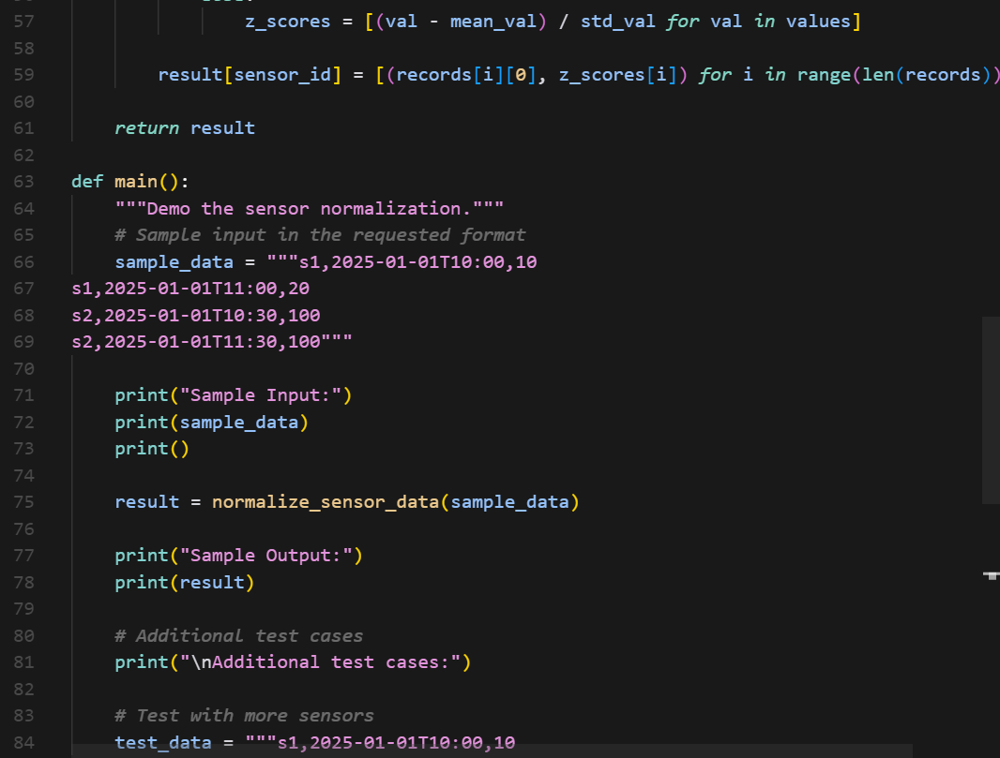 57 z_scores = [(val - mean_val) / std_val for val in values]
58
59 result[sensor_id] = [(records[i][0], z_scores[i]) for i in range(len(records))
60
61 return result
62
63 def main():
64 """Demo the sensor normalization."""
65 # Sample input in the requested format
66 sample_data = """s1,2025-01-01T10:00,10
67 s1,2025-01-01T11:00,20
68 s2,2025-01-01T10:30,100
69 s2,2025-01-01T11:30,100"""
70
71 print("Sample Input:")
72 print(sample_data)
73 print()
74
75 result = normalize_sensor_data(sample_data)
76
77 print("Sample Output:")
78 print(result)
79
80 # Additional test cases
81 print("\nAdditional test cases:")
82
83 # Test with more sensors
84 test_data = """s1,2025-01-01T10:00,10